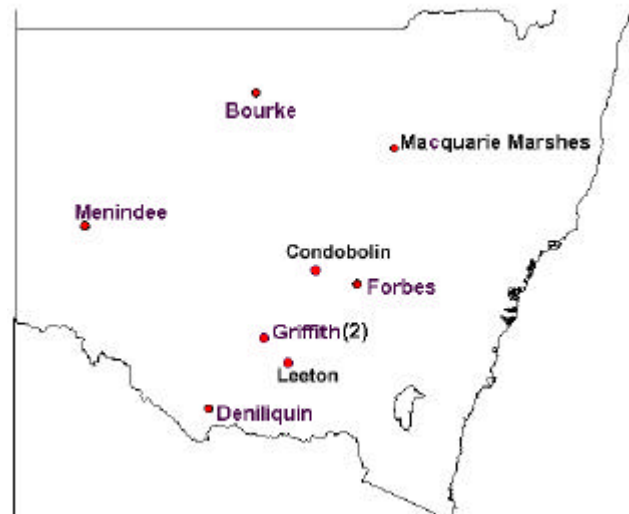 Bourke
Macquarie Marshes
Menindee
Condobolin
Forbes
Griffith(2)
Leeton
Deniliquin